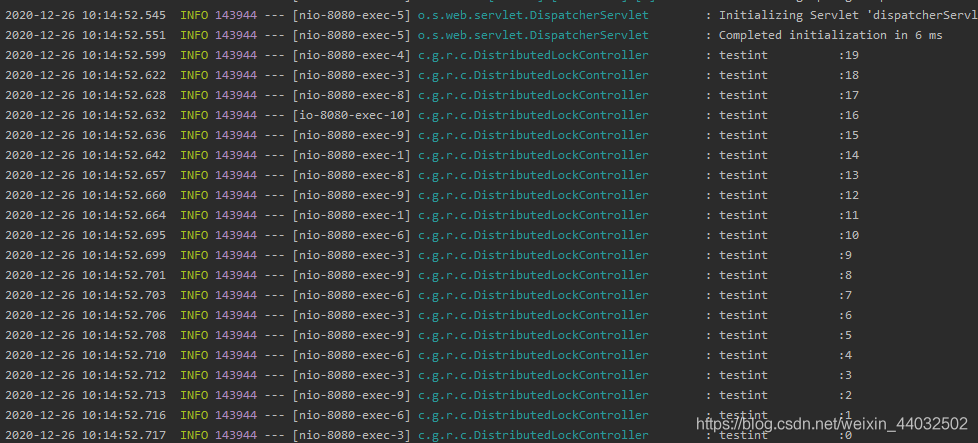 2020-12-26 10:14:52.545  INFO 143944 --- [nio-8080-exec-5] o.s.web.servlet.DispatcherServlet        : Initializing Servlet 'dispatcherServl
2020-12-26 10:14:52.551  INFO 143944 --- [nio-8080-exec-5] o.s.web.servlet.DispatcherServlet        : Completed initialization in 6 ms
2020-12-26 10:14:52.599  INFO 143944 --- [nio-8080-exec-4] c.g.r.c.DistributedLockController        : testint          :19
2020-12-26 10:14:52.622  INFO 143944 --- [nio-8080-exec-3] c.g.r.c.DistributedLockController        : testint          :18
2020-12-26 10:14:52.628  INFO 143944 --- [nio-8080-exec-8] c.g.r.c.DistributedLockController        : testint          :17
2020-12-26 10:14:52.632  INFO 143944 --- [io-8080-exec-10] c.g.r.c.DistributedLockController        : testint          :16
2020-12-26 10:14:52.636  INFO 143944 --- [nio-8080-exec-9] c.g.r.c.DistributedLockController        : testint          :15
2020-12-26 10:14:52.642  INFO 143944 --- [nio-8080-exec-1] c.g.r.c.DistributedLockController        : testint          :14
2020-12-26 10:14:52.657  INFO 143944 --- [nio-8080-exec-8] c.g.r.c.DistributedLockController        : testint          :13
2020-12-26 10:14:52.660  INFO 143944 --- [nio-8080-exec-9] c.g.r.c.DistributedLockController        : testint          :12
2020-12-26 10:14:52.664  INFO 143944 --- [nio-8080-exec-1] c.g.r.c.DistributedLockController        : testint          :11
2020-12-26 10:14:52.695  INFO 143944 --- [nio-8080-exec-6] c.g.r.c.DistributedLockController        : testint          :10
2020-12-26 10:14:52.699  INFO 143944 --- [nio-8080-exec-3] c.g.r.c.DistributedLockController        : testint          :9
2020-12-26 10:14:52.701  INFO 143944 --- [nio-8080-exec-9] c.g.r.c.DistributedLockController        : testint          :8
2020-12-26 10:14:52.703  INFO 143944 --- [nio-8080-exec-6] c.g.r.c.DistributedLockController        : testint          :7
2020-12-26 10:14:52.706  INFO 143944 --- [nio-8080-exec-3] c.g.r.c.DistributedLockController        : testint          :6
2020-12-26 10:14:52.708  INFO 143944 --- [nio-8080-exec-9] c.g.r.c.DistributedLockController        : testint          :5
2020-12-26 10:14:52.710  INFO 143944 --- [nio-8080-exec-6] c.g.r.c.DistributedLockController        : testint          :4
2020-12-26 10:14:52.712  INFO 143944 --- [nio-8080-exec-3] c.g.r.c.DistributedLockController        : testint          :3
2020-12-26 10:14:52.713  INFO 143944 --- [nio-8080-exec-9] c.g.r.c.DistributedLockController        : testint          :2
2020-12-26 10:14:52.716  INFO 143944 --- [nio-8080-exec-6] c.g.r.c.DistributedLockController        : testint          :1
https://blog.csdn.net/weixin_44032502
2020-12-26 10:14:52.717  INFO 143944 --- [nio-8080-exec-3] c.g.r.c.DistributedLockController        : testint          :0